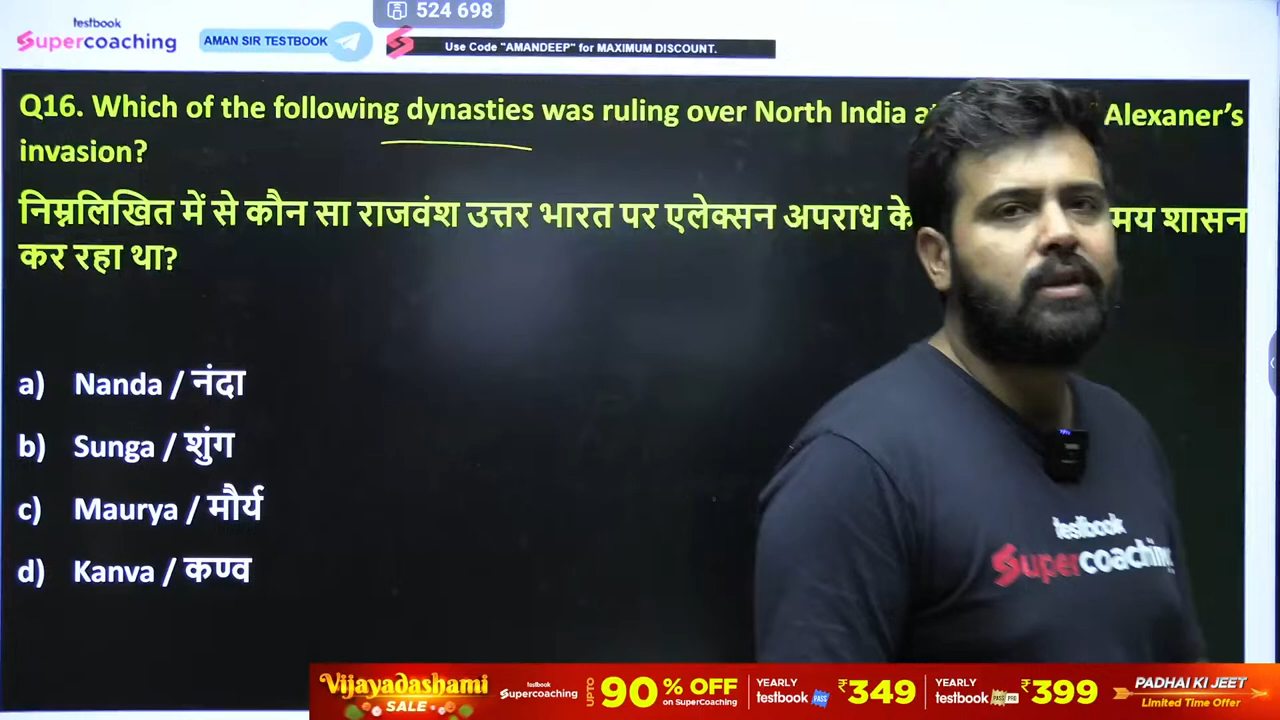 524 698
testbook
Supercoaching
AMAN SIR TESTBOOK
Use Code "AMANDEEP" for MAXIMUM DISCOUNT.
Q16. Which of the following dynasties was ruling over North India Alexaner's
invasion?
निम्नलिखित में से कौन सा राजवंश उत्तर भारत पर एलेक्सन अपराध के मय शासन
कर रहा था?
a) Nanda / नंदा
b) Sunga / शुंग
c) Maurya / मौर्य
d) Kanva / कण्व
testbook
Supercoaching
Vijayadashami
SALE
testbook
Supercoaching
UPTO 90% OFF
on SuperCoaching
YEARLY
testbook PASS
₹349
YEARLY
testbook PASS PRO
₹399
PADHAI KI JEET
Limited Time Offer